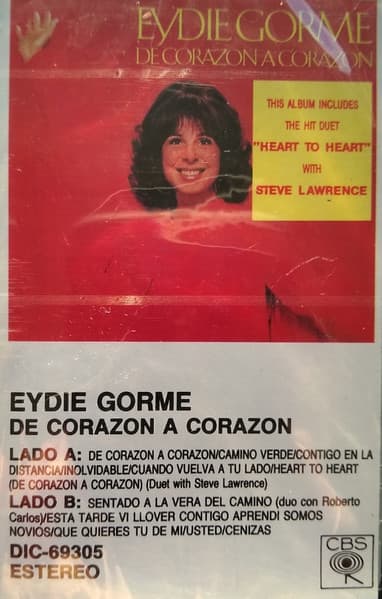 EYDIE GORME
DE CORAZON A CORAZON
THIS ALBUM INCLUDES
THE HIT DUET
"HEART TO HEART"
WITH
STEVE LAWRENCE
EYDIE GORME
DE CORAZON A CORAZON
LADO A: DE CORAZON A CORAZON/CAMINO VERDE/CONTIGO EN LA
DISTANCIA/INOLVIDABLE/CUANDO VUELVA A TU LADO/HEART TO HEART
(DE CORAZON A CORAZON) (Duet with Steve Lawrence)
LADO B: SENTADO A LA VERA DEL CAMINO (duo con Roberto
Carlos)/ESTA TARDE VI LLOVER CONTIGO APRENDI SOMOS
NOVIOS/QUE QUIERES TU DE MI/USTED/CENIZAS
DIC-69305
ESTEREO
CBS